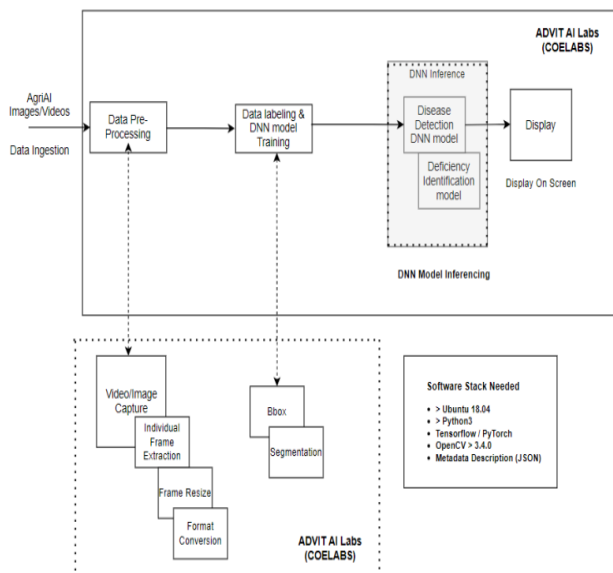 ADVIT AI Labs
(COELABS)
AgriAI
Images/Videos
Data Ingestion
Data Pre-
Processing
Data labeling &
DNN model
Training
DNN Inference
Disease
Detection
DNN model
Deficiency
Identification
model
Display
Display On Screen
DNN Model Inferencing
Video/Image
Capture
Individual
Frame
Extraction
Frame Resize
Format
Conversion
Bbox
Segmentation
ADVIT AI Labs
(COELABS)
Software Stack Needed
• > Ubuntu 18.04
• > Python3
• Tensorflow / PyTorch
• OpenCV > 3.4.0
• Metadata Description (JSON)